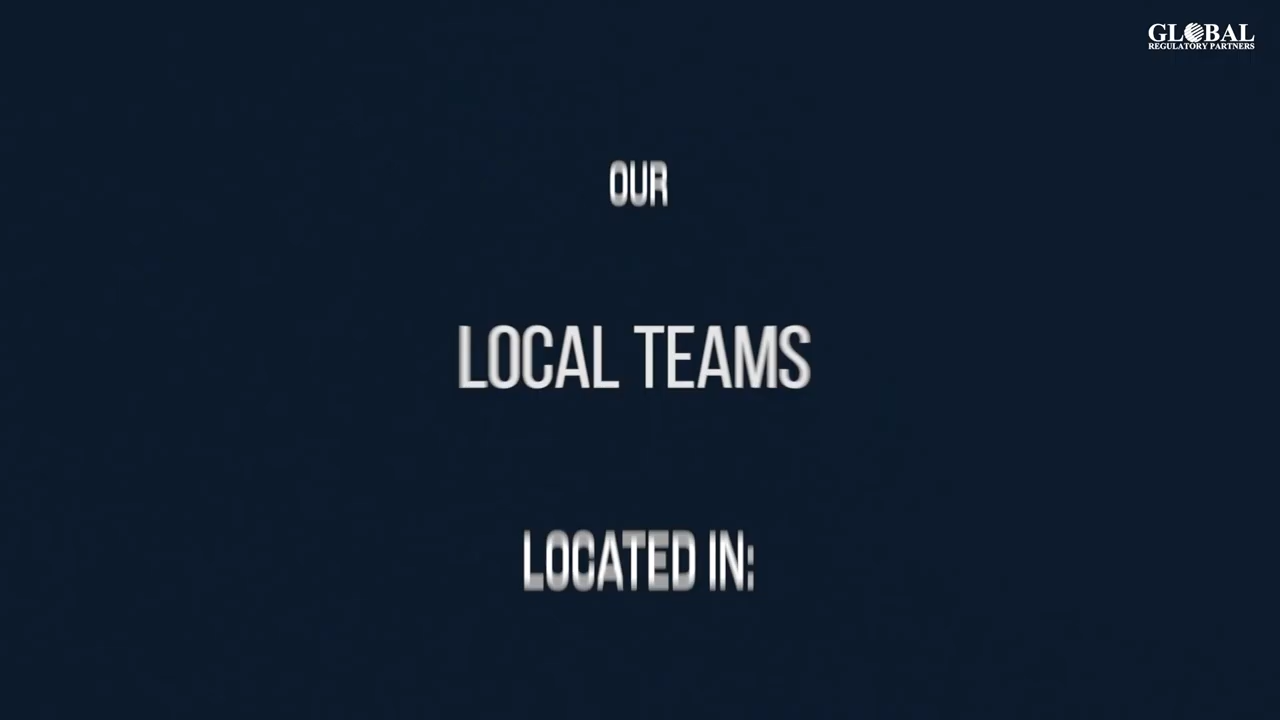 GLOBAL
REGULATORY PARTNERS
OUR
LOCAL TEAMS
LOCATED IN: